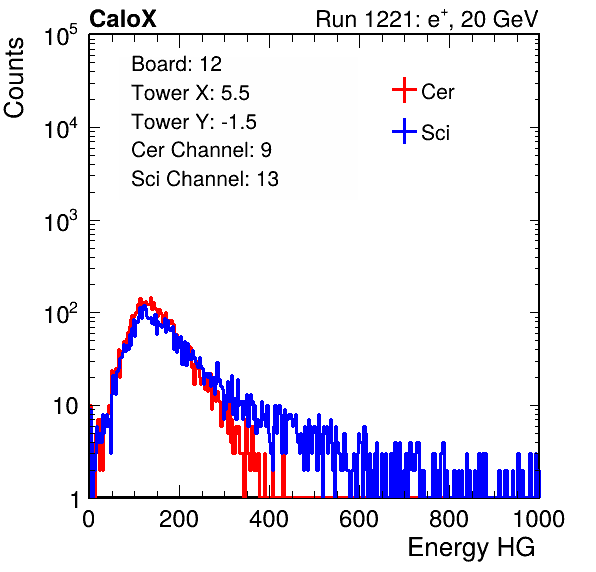 CaloX Run 1221: e⁺, 20 GeV
Counts
10⁵
10⁴
10³
10²
10
1
Board: 12
Tower X: 5.5
Tower Y: -1.5
Cer Channel: 9
Sci Channel: 13
Cer
Sci
0 200 400 600 800 1000
Energy HG